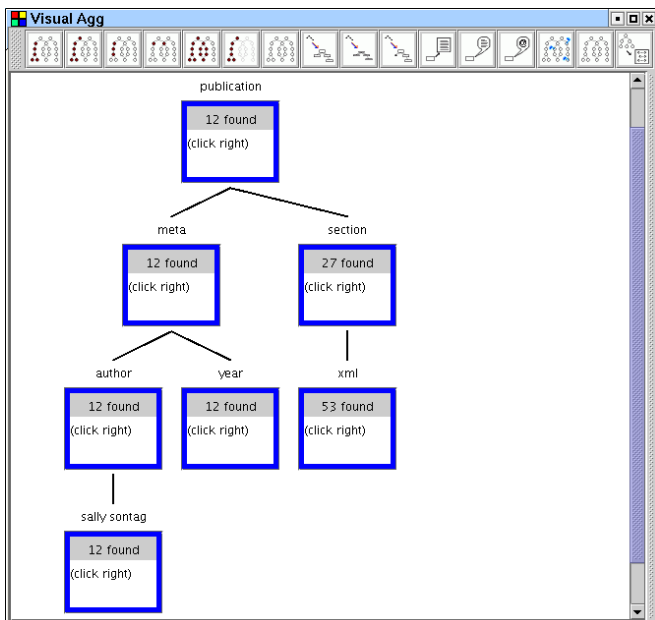 Visual Agg
publication
12 found
(click right)
meta
section
12 found
27 found
(click right)
(click right)
author
year
xml
12 found
12 found
53 found
(click right)
(click right)
(click right)
sally sontag
12 found
(click right)